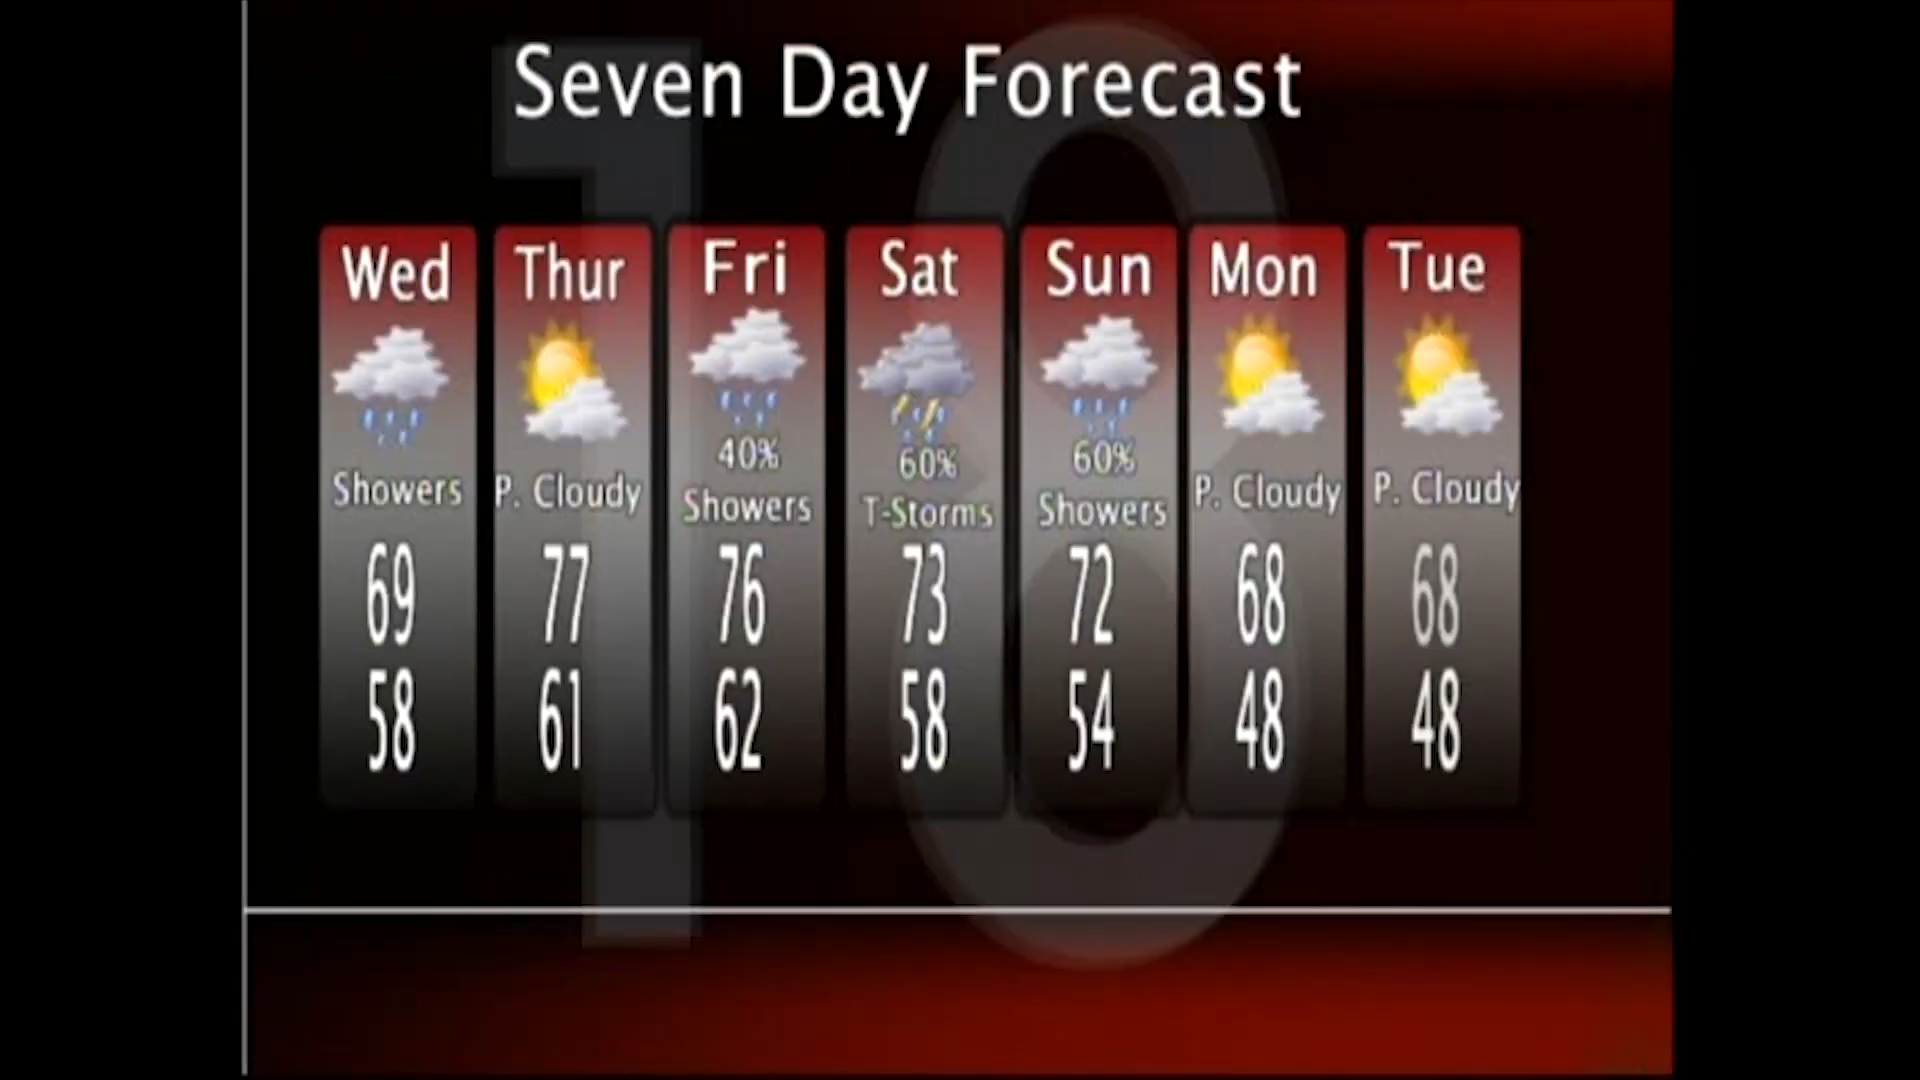 Seven Day Forecast
Wed Thur Fri Sat Sun Mon Tue
40% 60% 60%
Showers P. Cloudy Showers T-Storms Showers P. Cloudy P. Cloudy
69 77 76 73 72 68 68
58 61 62 58 54 48 48
10